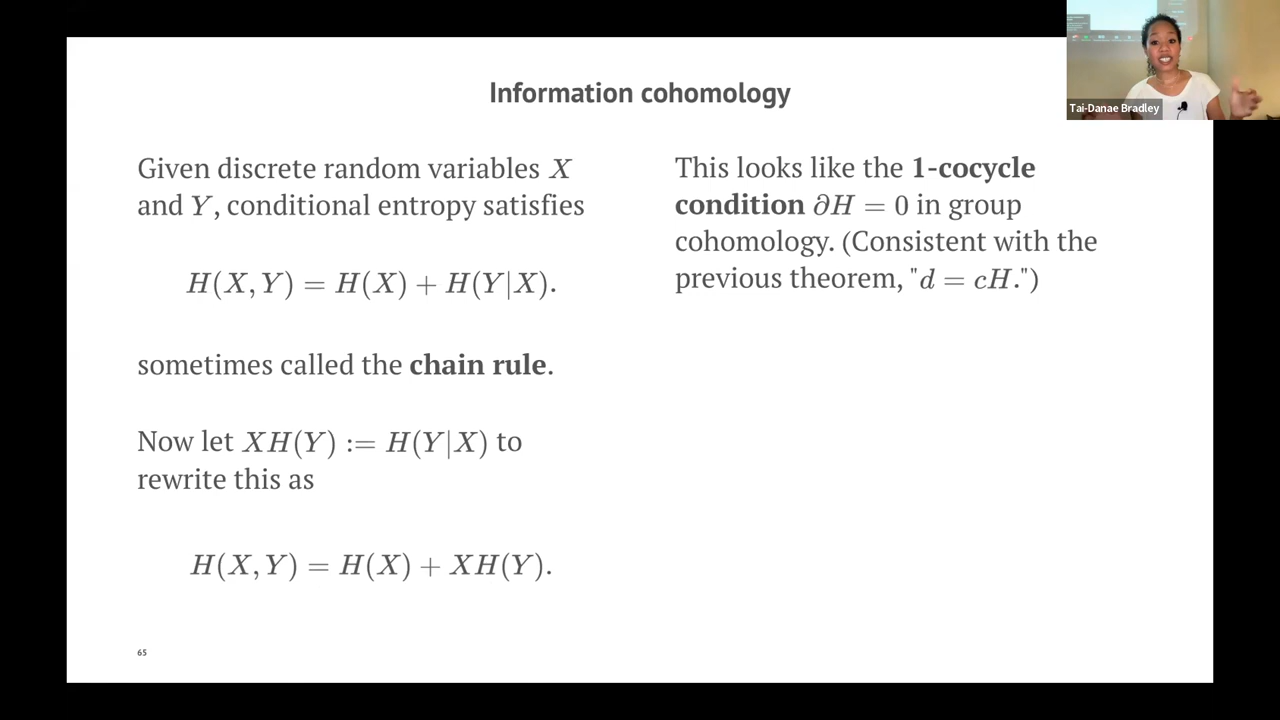 Information cohomology
Given discrete random variables X
and Y, conditional entropy satisfies
H(X, Y) = H(X) + H(Y|X).
sometimes called the chain rule.
Now let XH(Y) := H(Y|X) to
rewrite this as
H(X, Y) = H(X) + XH(Y).
This looks like the 1-cocycle
condition ∂H = 0 in group
cohomology. (Consistent with the
previous theorem, "d = cH.")
65
Tai-Danae Bradley